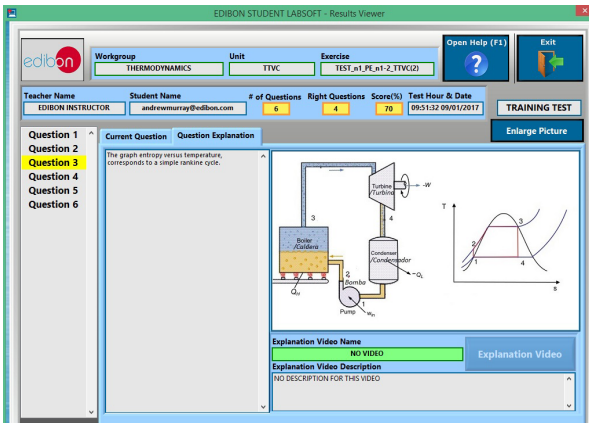 EDIBON STUDENT LABSOFT - Results Viewer
edibon
Workgroup
THERMODYNAMICS
Unit
TTVC
Exercise
TEST_n1_PE_n1-2_TTVC(2)
Open Help (F1)
?
Exit
Teacher Name
EDIBON INSTRUCTOR
Student Name
andrewmurray@edibon.com
# of Questions
6
Right Questions
4
Score(%)
70
Test Hour & Date
09:51:32 09/01/2017
TRAINING TEST
Question 1
Question 2
Question 3
Question 4
Question 5
Question 6
Current Question
Question Explanation
Enlarge Picture
The graph entropy versus temperature,
corresponds to a simple rankine cycle.
Turbine
/Turbina
-W
3
4
Boiler
/Caldera
Condenser
/Condensador
-QL
2
Bomba
QH
1
Pump
win
T
3
2
1
4
s
Explanation Video Name
NO VIDEO
Explanation Video
Explanation Video Description
NO DESCRIPTION FOR THIS VIDEO